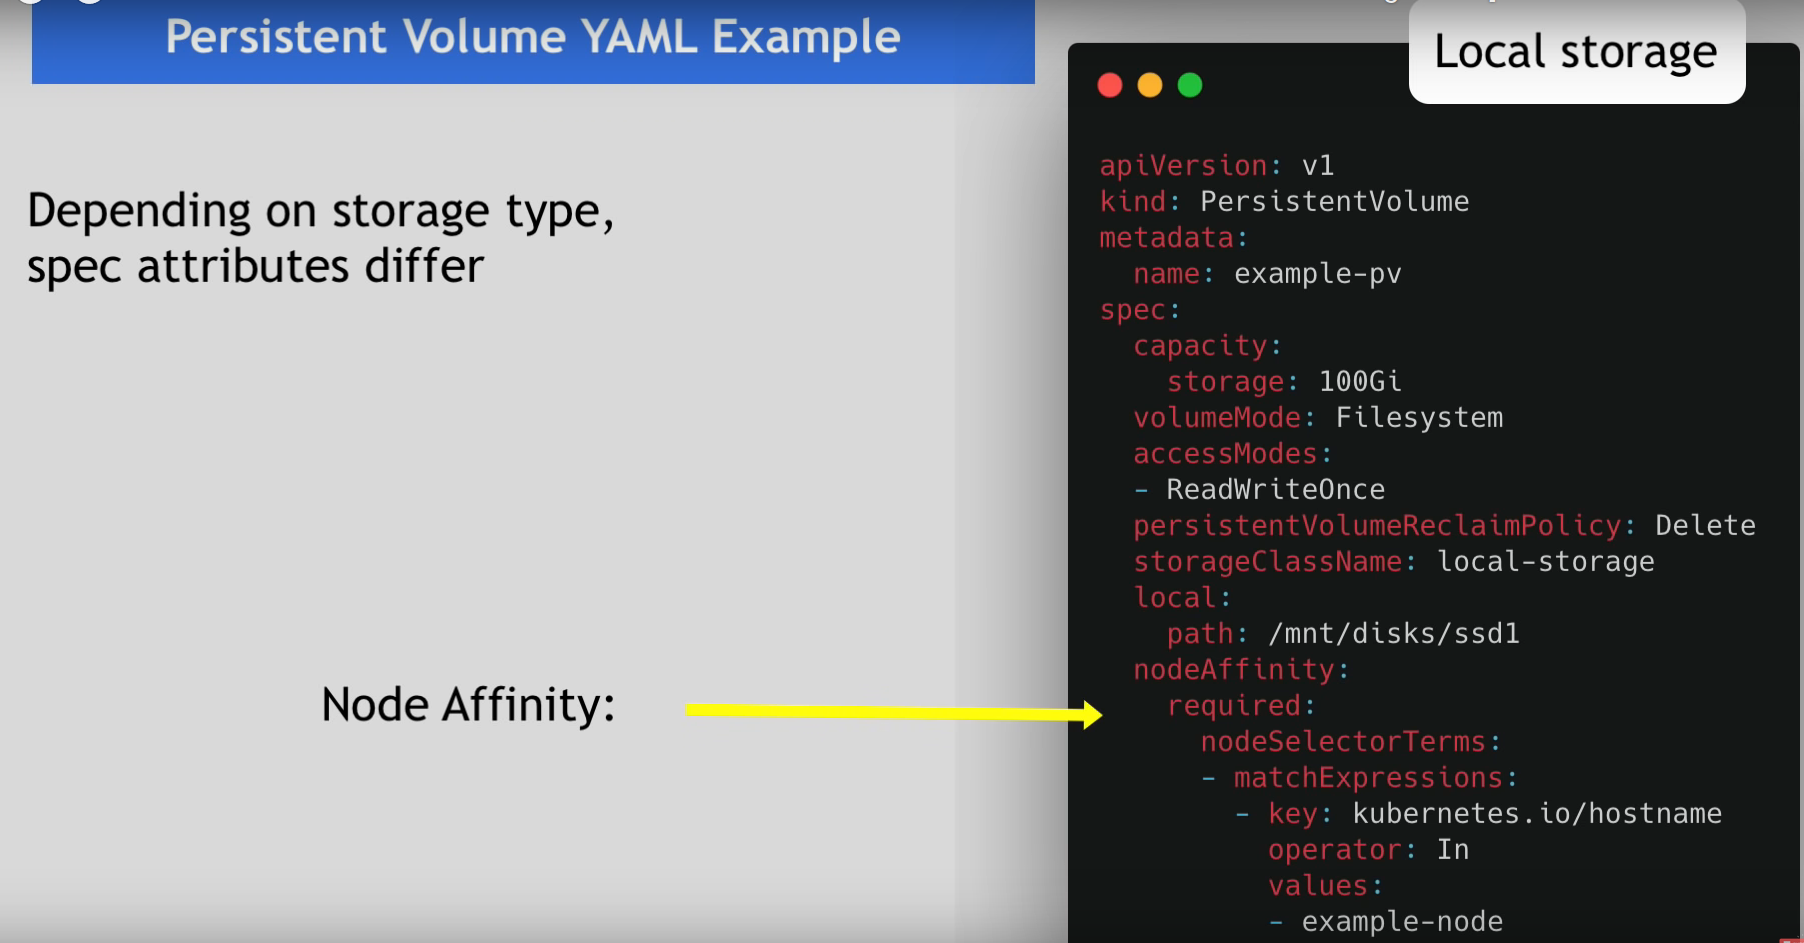 Persistent Volume YAML Example
Local storage
Depending on storage type,
spec attributes differ
Node Affinity:
apiVersion: v1
kind: PersistentVolume
metadata:
  name: example-pv
spec:
  capacity:
    storage: 100Gi
  volumeMode: Filesystem
  accessModes:
  - ReadWriteOnce
  persistentVolumeReclaimPolicy: Delete
  storageClassName: local-storage
  local:
    path: /mnt/disks/ssd1
  nodeAffinity:
    required:
      nodeSelectorTerms:
      - matchExpressions:
        - key: kubernetes.io/hostname
          operator: In
          values:
          - example-node